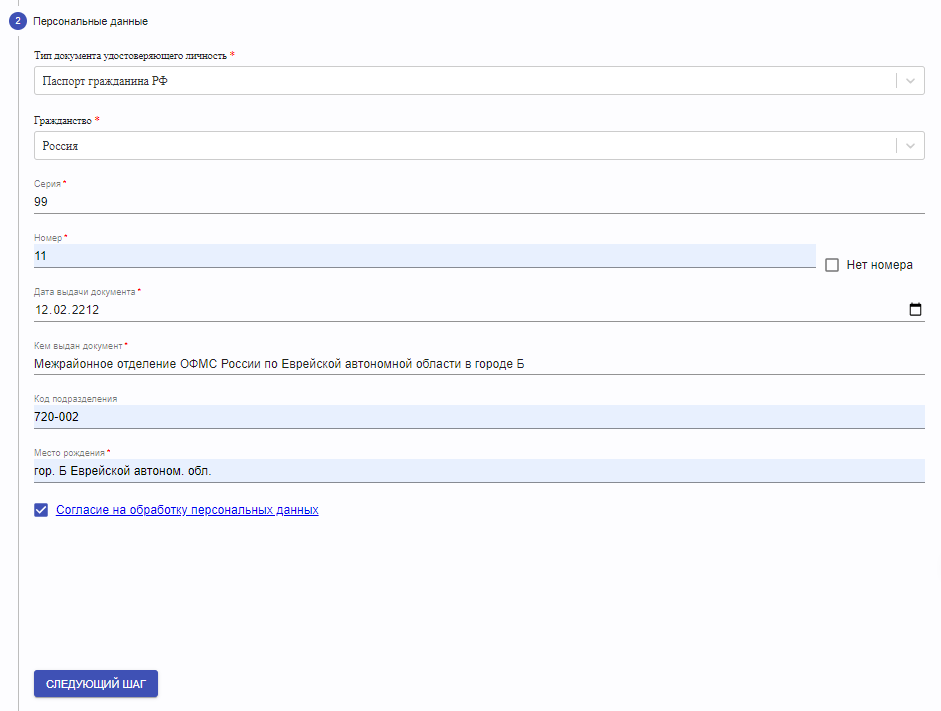 2 Персональные данные
Тип документа удостоверяющего личность *
Паспорт гражданина РФ
Гражданство *
Россия
Серия *
99
Номер *
11
Нет номера
Дата выдачи документа *
12.02.2212
Кем выдан документ *
Межрайонное отделение ОФМС России по Еврейской автономной области в городе Б
Код подразделения
720-002
Место рождения *
гор. Б Еврейской автоном. обл.
Согласие на обработку персональных данных
СЛЕДУЮЩИЙ ШАГ